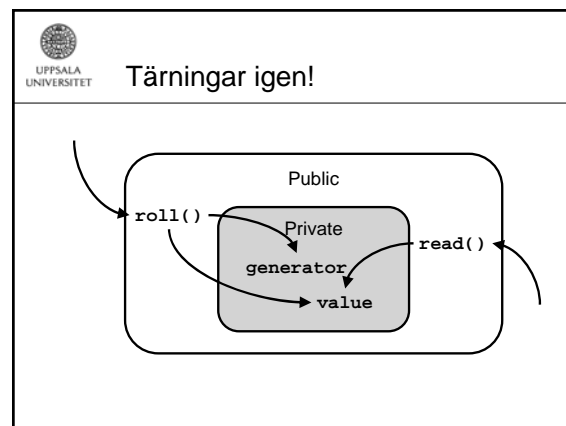 UPPSALA
UNIVERSITET
Tärningar igen!
Public
roll()
Private
read()
generator
value